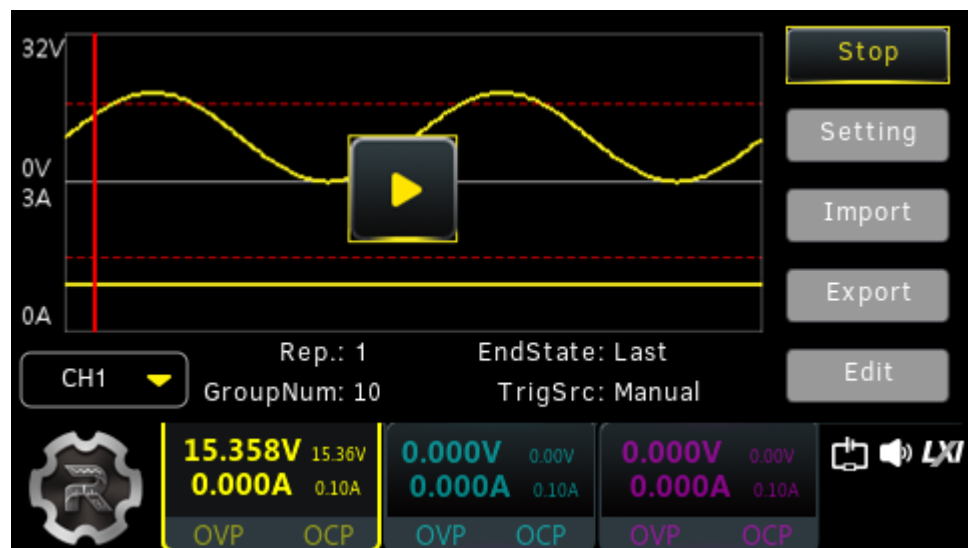 32V
Stop
Setting
0V
3A
Import
Export
0A
Rep.: 1 EndState: Last
CH1
GroupNum: 10 TrigSrc: Manual
Edit
15.358V 15.36V
0.000A 0.10A
OVP OCP
0.000V 0.00V
0.000A 0.10A
OVP OCP
0.000V 0.00V
0.000A 0.10A
OVP OCP
R
LXI